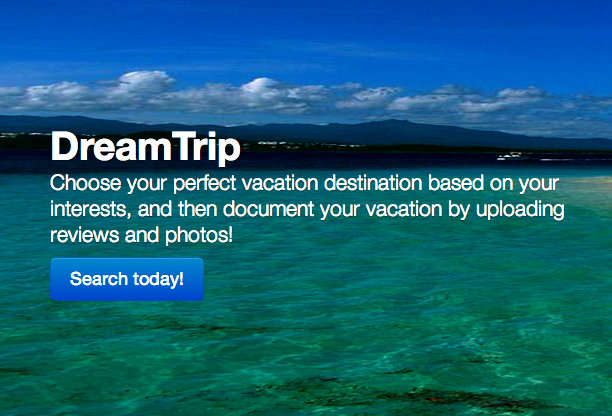 DreamTrip
Choose your perfect vacation destination based on your
interests, and then document your vacation by uploading
reviews and photos!
Search today!